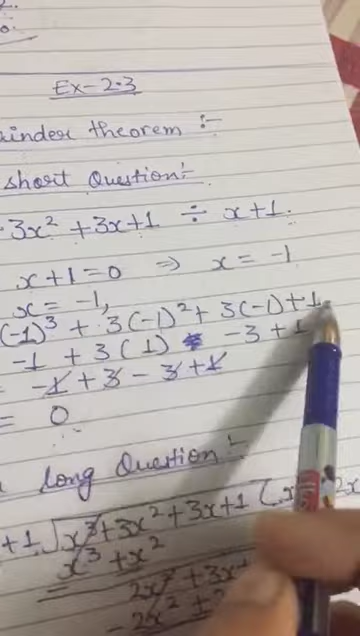 Ex-2.3
inder theorem :-
short Question:-
3x² + 3x + 1 ÷ x + 1.
x + 1 = 0 ⇒ x = -1
x = -1,
(-1)³ + 3(-1)² + 3(-1) + 1
-1 + 3(1) -3 + 1
= -1 + 3 - 3 + 1
= 0
long Question:-
+1 √x³ + 3x² + 3x + 1 (
x³ + x²
2x² + 3x
- 2x² +